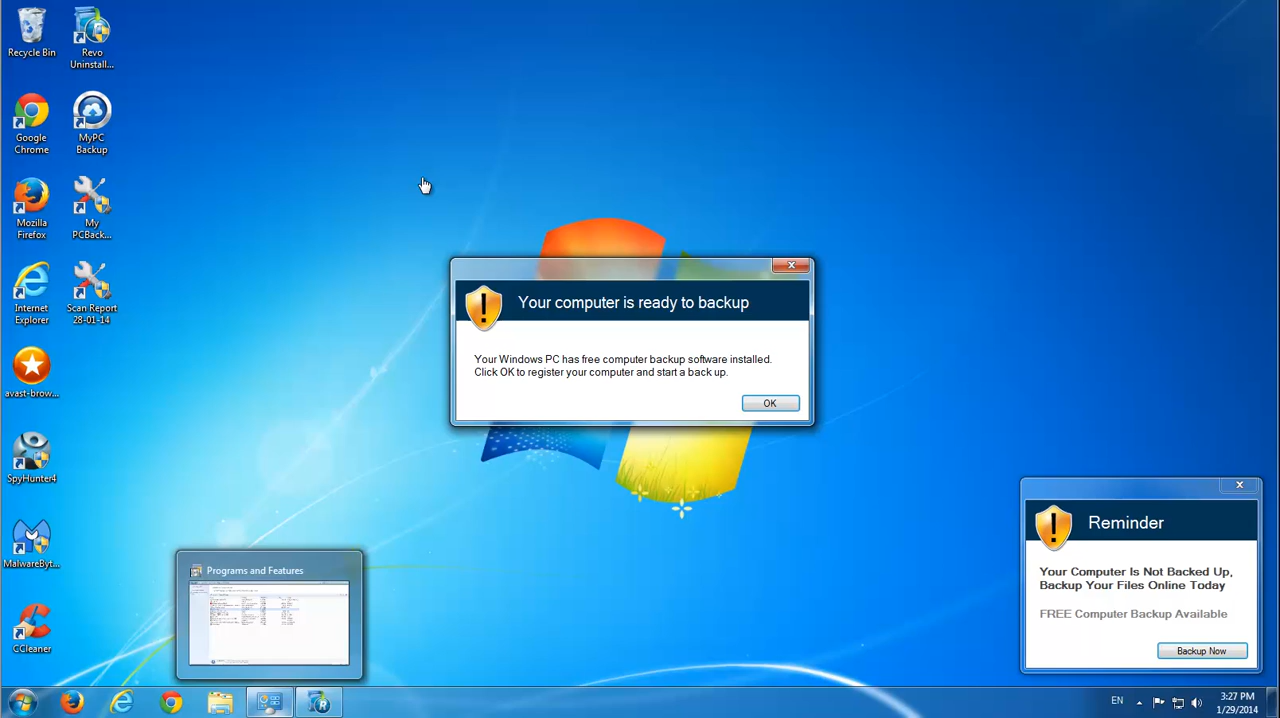 Recycle Bin
Revo
Uninstall...
Google
Chrome
MyPC
Backup
Mozilla
Firefox
My
PCBack...
Internet
Explorer
Scan Report
28-01-14
avast-brow...
SpyHunter4
MalwareByt...
CCleaner
Your computer is ready to backup
Your Windows PC has free computer backup software installed.
Click OK to register your computer and start a back up.
OK
Reminder
Your Computer Is Not Backed Up,
Backup Your Files Online Today
FREE Computer Backup Available
Backup Now
Programs and Features
EN
3:27 PM
1/29/2014